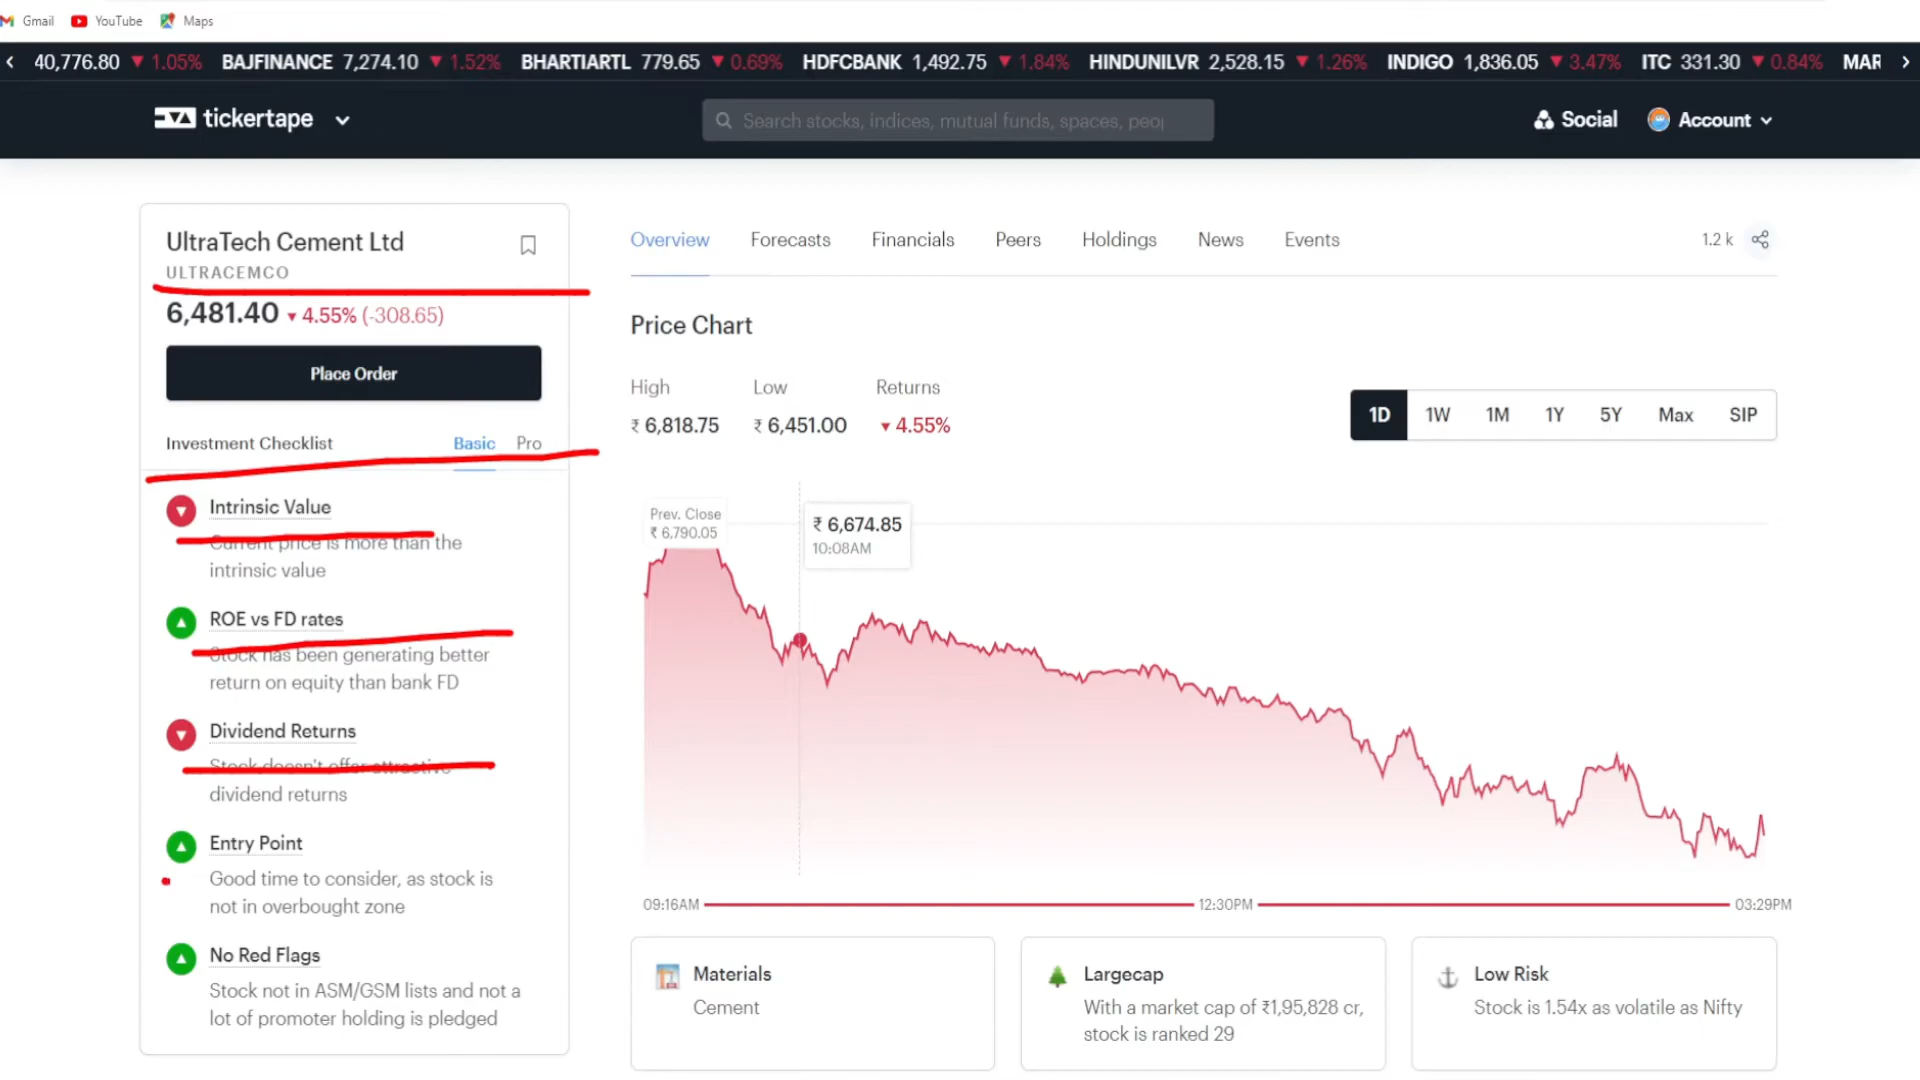 Gmail YouTube Maps
40,776.80 ▼ 1.05% BAJFINANCE 7,274.10 ▼ 1.52% BHARTIARTL 779.65 ▼ 0.69% HDFCBANK 1,492.75 ▼ 1.84% HINDUNILVR 2,528.15 ▼ 1.26% INDIGO 1,836.05 ▼ 3.47% ITC 331.30 ▼ 0.84% MAR
tickertape
Search stocks, indices, mutual funds, spaces, peop
Social
Account
UltraTech Cement Ltd
ULTRACEMCO
6,481.40 ▼ 4.55% (-308.65)
Place Order
Investment Checklist Basic Pro
Intrinsic Value
Current price is more than the
intrinsic value
ROE vs FD rates
Stock has been generating better
return on equity than bank FD
Dividend Returns
Stock doesn't offer attractive
dividend returns
Entry Point
Good time to consider, as stock is
not in overbought zone
No Red Flags
Stock not in ASM/GSM lists and not a
lot of promoter holding is pledged
Overview Forecasts Financials Peers Holdings News Events
1.2 k
Price Chart
High Low Returns
₹ 6,818.75 ₹ 6,451.00 ▼ 4.55%
1D 1W 1M 1Y 5Y Max SIP
Prev. Close
₹ 6,790.05
₹ 6,674.85
10:08AM
09:16AM 12:30PM 03:29PM
Materials
Cement
Largecap
With a market cap of ₹1,95,828 cr,
stock is ranked 29
Low Risk
Stock is 1.54x as volatile as Nifty